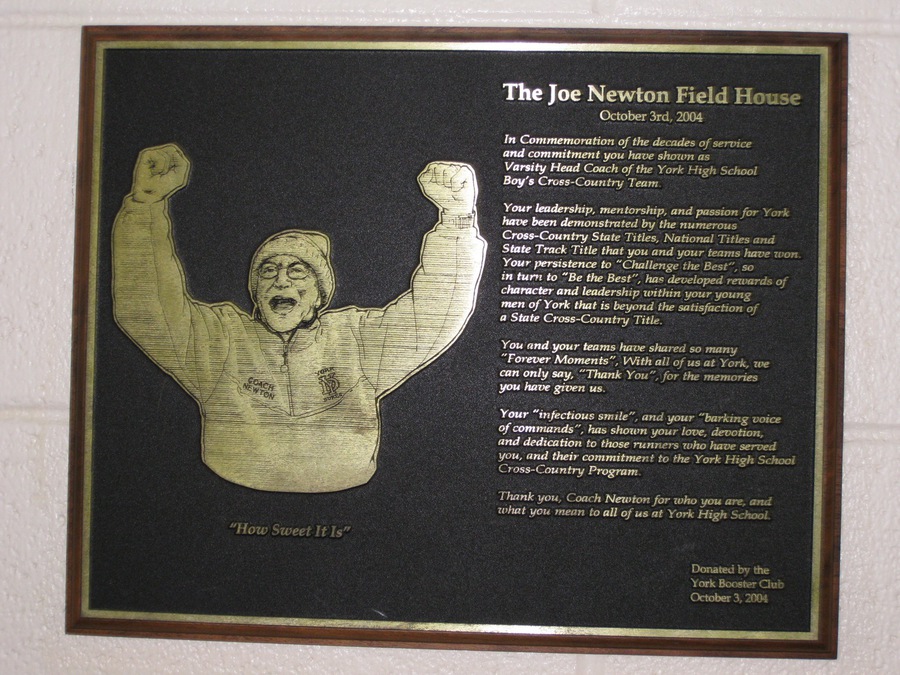 The Joe Newton Field House
October 3rd, 2004
In Commemoration of the decades of service
and commitment you have shown as
Varsity Head Coach of the York High School
Boy's Cross-Country Team.
Your leadership, mentorship, and passion for York
have been demonstrated by the numerous
Cross-Country State Titles, National Titles and
State Track Title that you and your teams have won.
Your persistence to "Challenge the Best", so
in turn to "Be the Best", has developed rewards of
character and leadership within your young
men of York that is beyond the satisfaction of
a State Cross-Country Title.
You and your teams have shared so many
"Forever Moments", With all of us at York, we
can only say, "Thank You", for the memories
you have given us.
Your "infectious smile", and your "barking voice
of commands", has shown your love, devotion,
and dedication to those runners who have served
you, and their commitment to the York High School
Cross-Country Program.
Thank you, Coach Newton for who you are, and
what you mean to all of us at York High School.
Donated by the
York Booster Club
October 3, 2004
COACH
NEWTON
YORK
"How Sweet It Is"